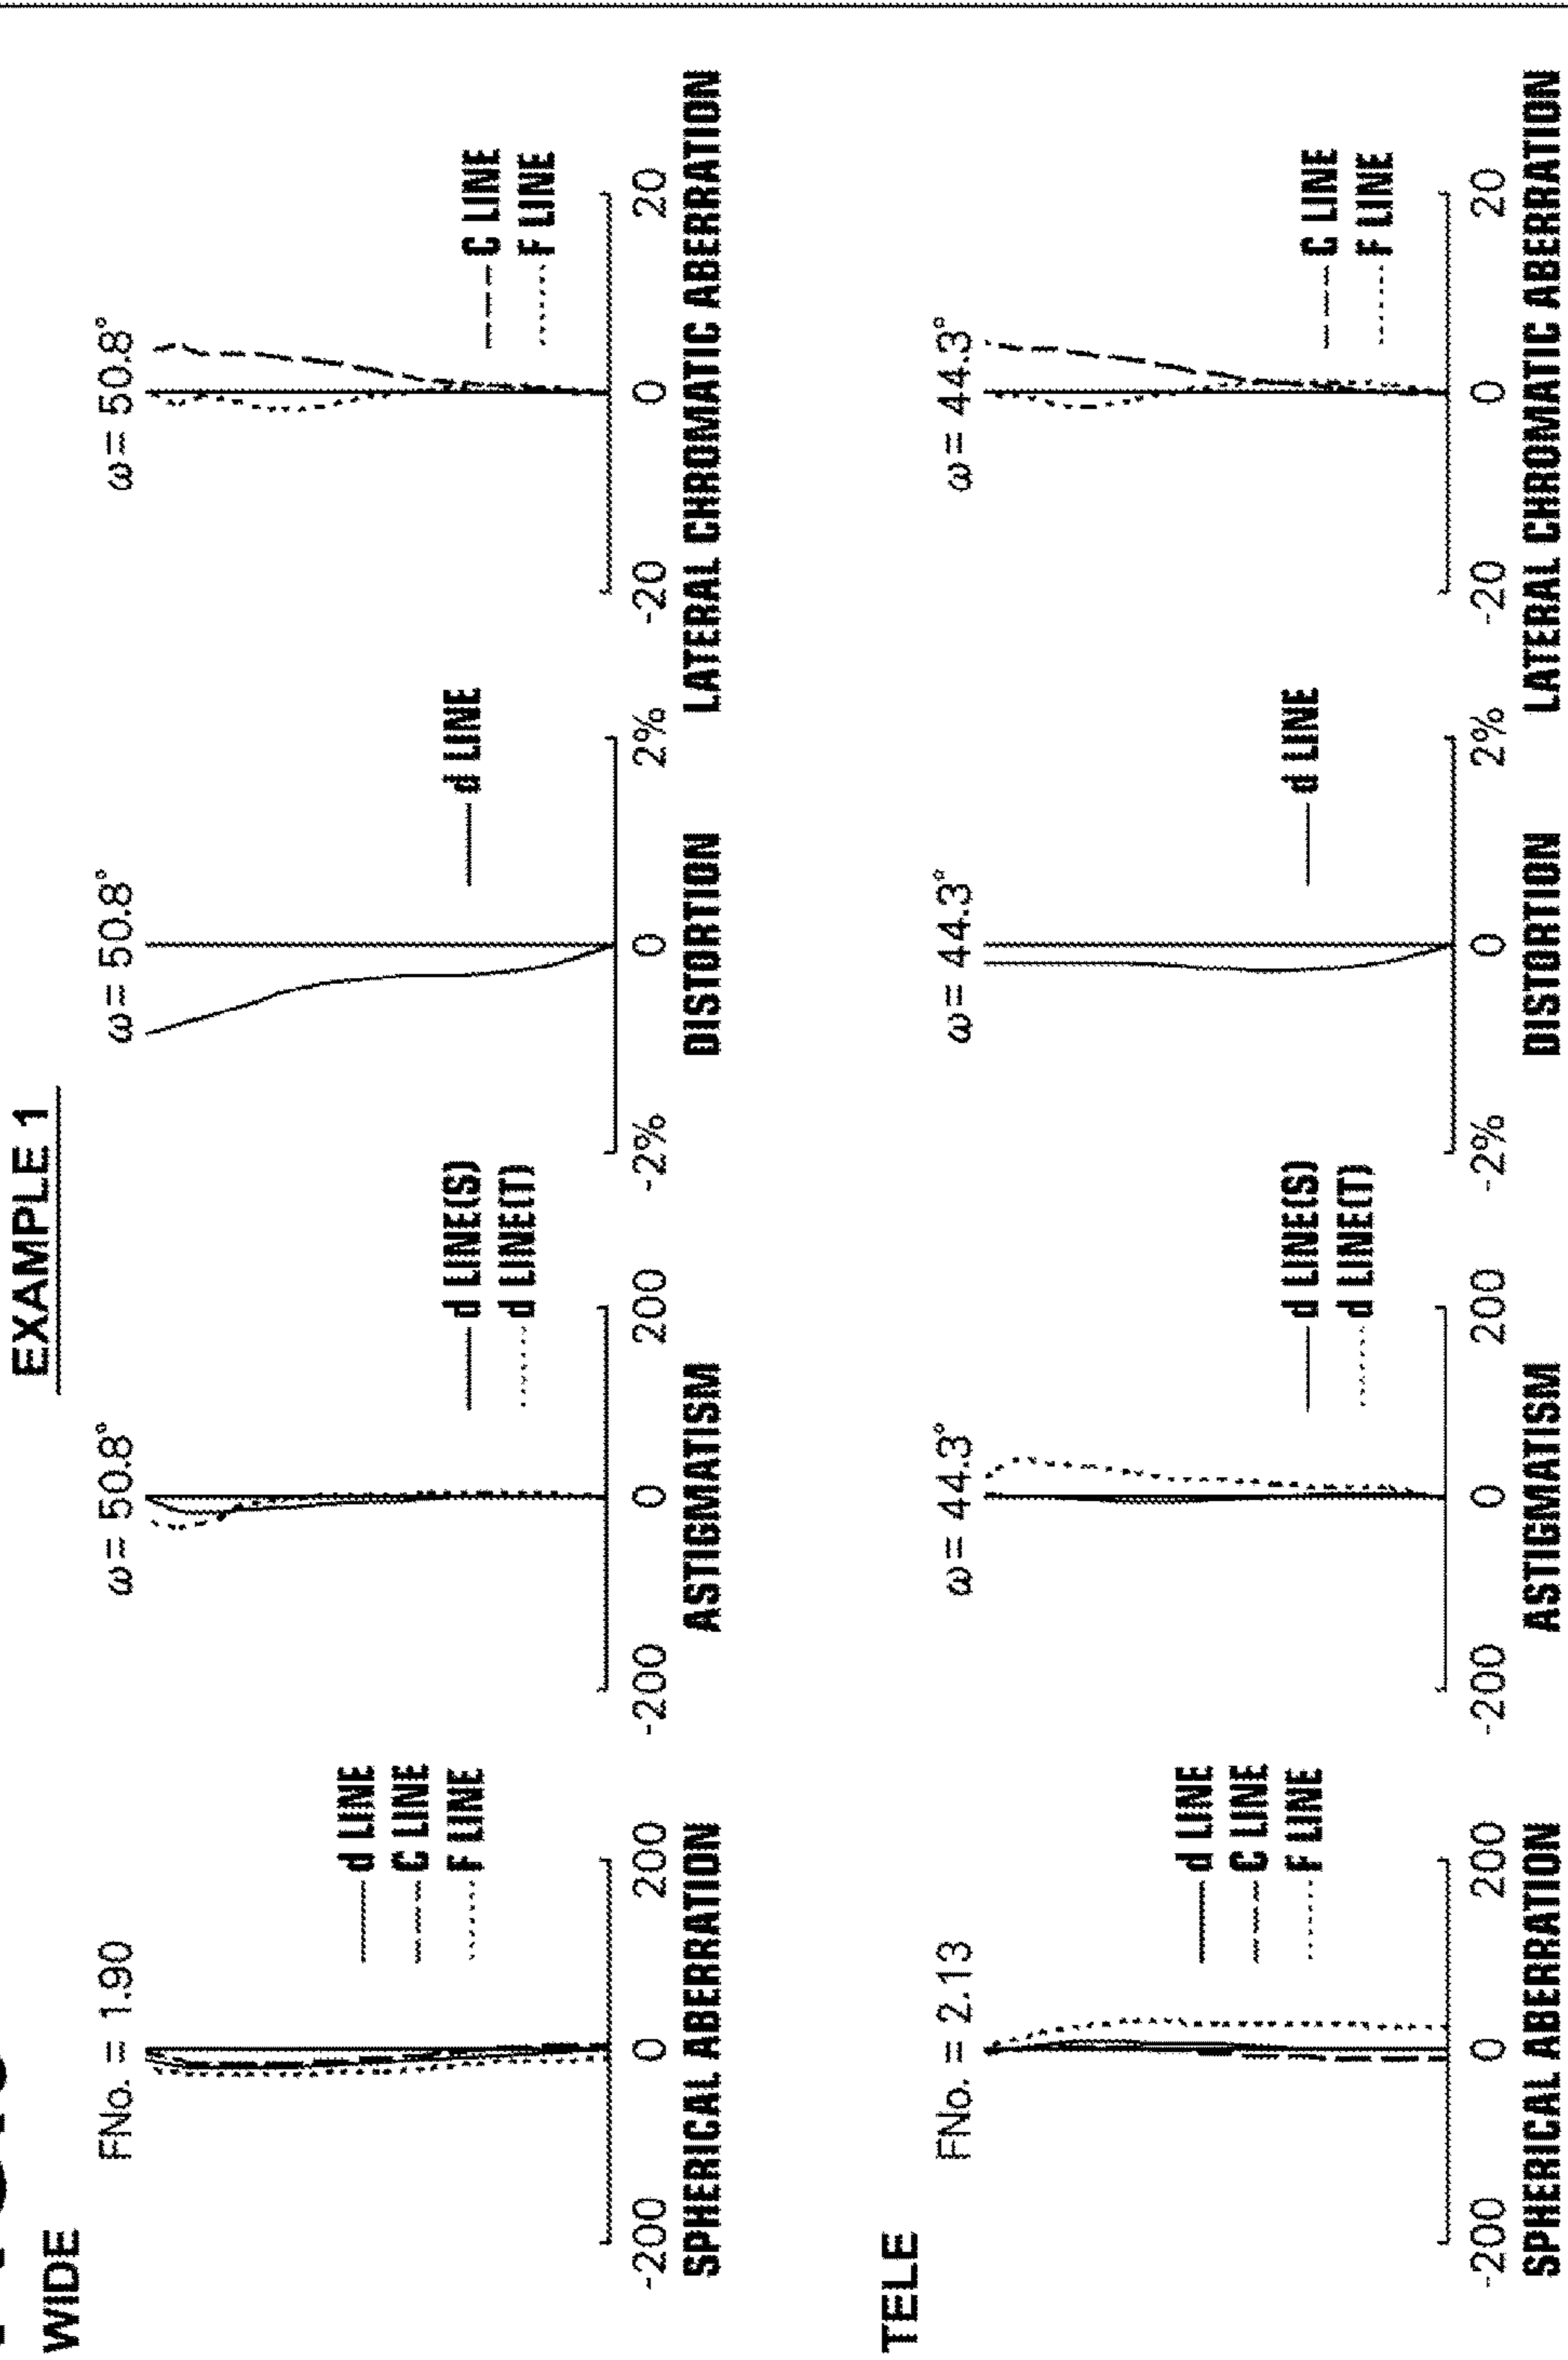 EXAMPLE 1
WIDE
FNo. = 1.90
d LINE
C LINE
F LINE
-200 0 200
SPHERICAL ABERRATION
ω = 50.8°
d LINE(S)
d LINE(T)
-200 0 200
ASTIGMATISM
ω = 50.8°
d LINE
-2% 0 2%
DISTORTION
ω = 50.8°
C LINE
F LINE
-20 0 20
LATERAL CHROMATIC ABERRATION
TELE
FNo. = 2.13
d LINE
C LINE
F LINE
-200 0 200
SPHERICAL ABERRATION
ω = 44.3°
d LINE(S)
d LINE(T)
-200 0 200
ASTIGMATISM
ω = 44.3°
d LINE
-2% 0 2%
DISTORTION
ω = 44.3°
C LINE
F LINE
-20 0 20
LATERAL CHROMATIC ABERRATION